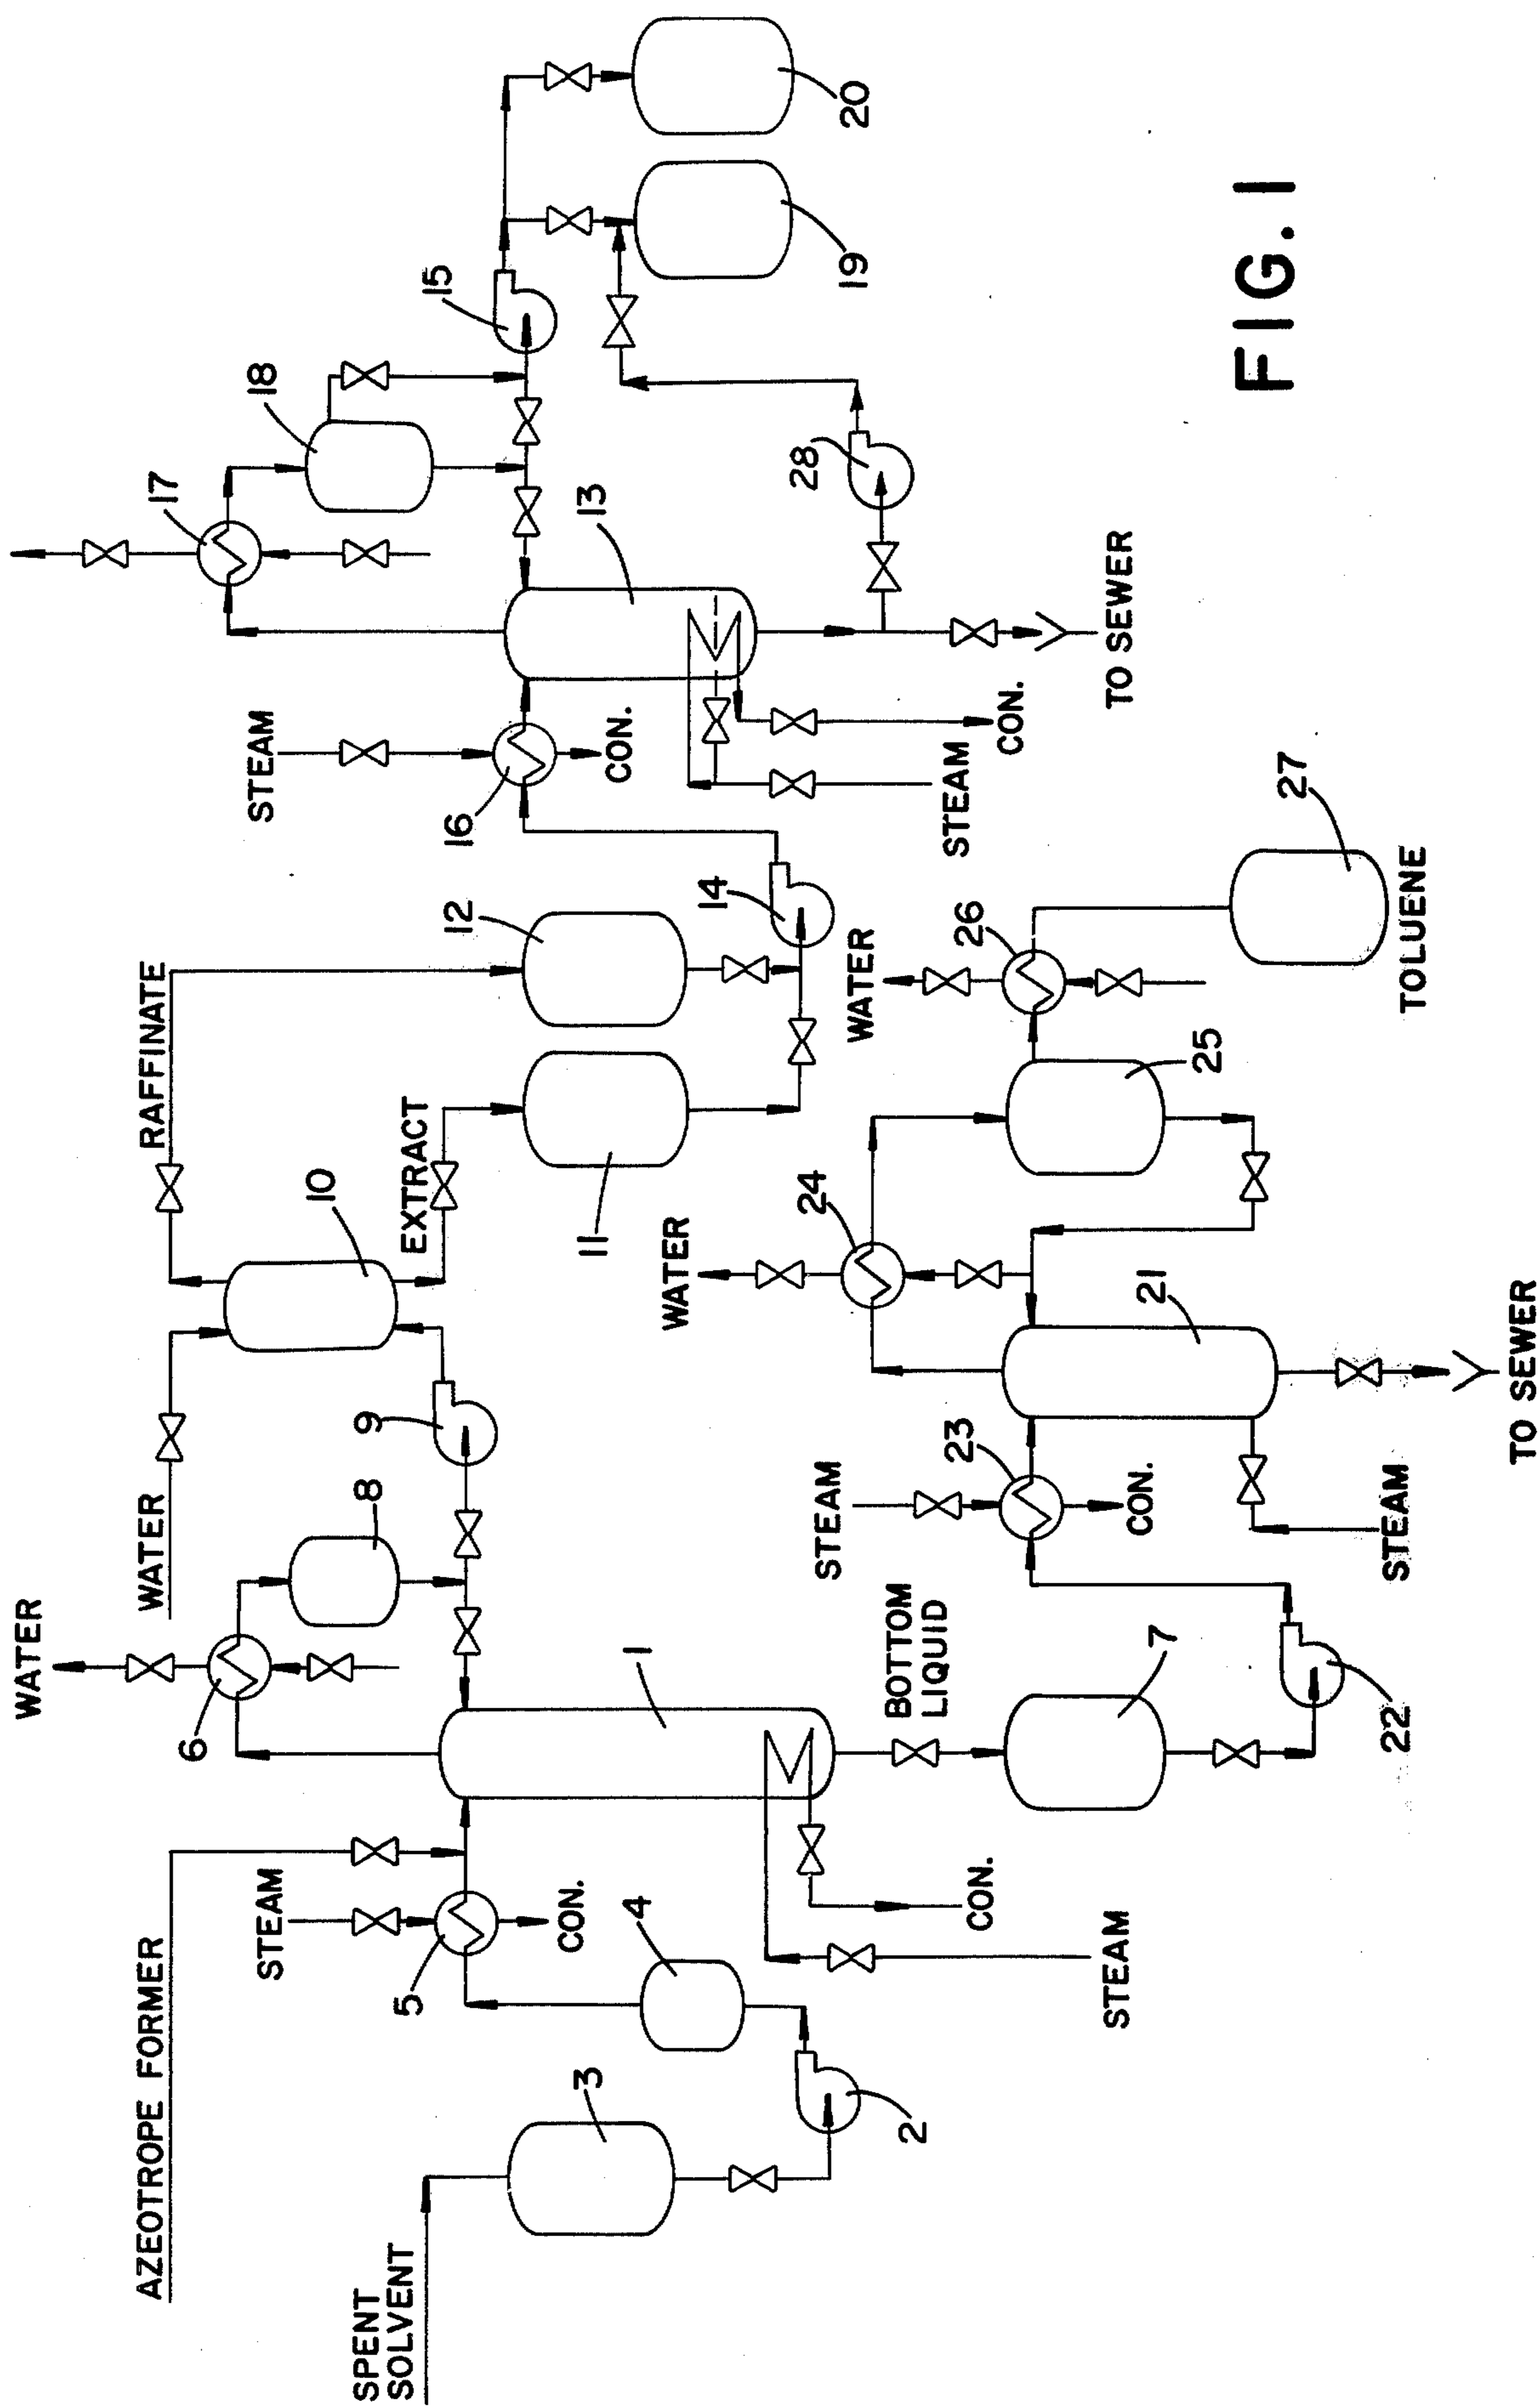 AZEOTROPE FORMER
SPENT
SOLVENT
3
2
4
5
STEAM
CON.
STEAM
CON.
1
6
WATER
8
9
WATER
10
RAFFINATE
EXTRACT
11
12
14
16
STEAM
CON.
13
STEAM
CON.
TO SEWER
17
18
15
28
19
20
BOTTOM
LIQUID
7
22
23
STEAM
CON.
STEAM
21
TO SEWER
24
WATER
25
26
WATER
27
TOLUENE
FIG. 1